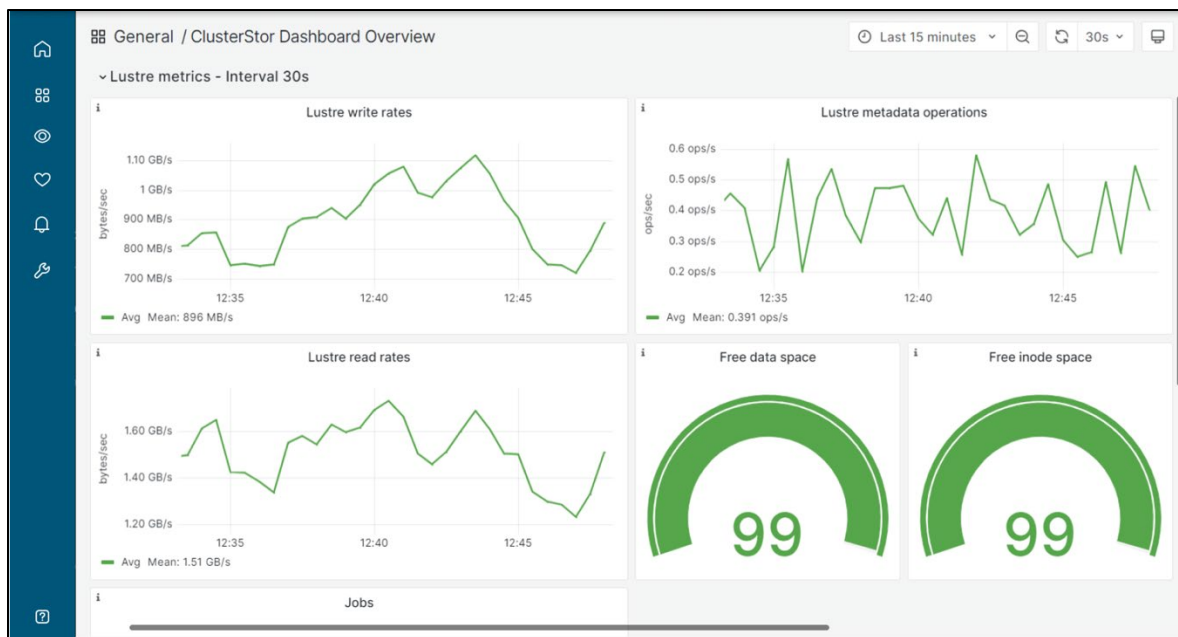 General / ClusterStor Dashboard Overview
Last 15 minutes
30s
Lustre metrics - Interval 30s
i
Lustre write rates
bytes/sec
1.10 GB/s
1 GB/s
900 MB/s
800 MB/s
700 MB/s
12:35 12:40 12:45
Avg Mean: 896 MB/s
i
Lustre metadata operations
ops/sec
0.6 ops/s
0.5 ops/s
0.4 ops/s
0.3 ops/s
0.2 ops/s
12:35 12:40 12:45
Avg Mean: 0.391 ops/s
i
Lustre read rates
bytes/sec
1.60 GB/s
1.40 GB/s
1.20 GB/s
12:35 12:40 12:45
Avg Mean: 1.51 GB/s
i
Free data space
99
i
Free inode space
99
i
Jobs
?